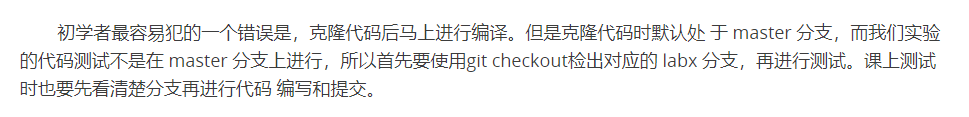 初学者最容易犯的一个错误是，克隆代码后马上进行编译。但是克隆代码时默认处 于 master 分支，而我们实验
的代码测试不是在 master 分支上进行，所以首先要使用git checkout检出对应的 labx 分支，再进行测试。课上测试
时也要先看清楚分支再进行代码 编写和提交。